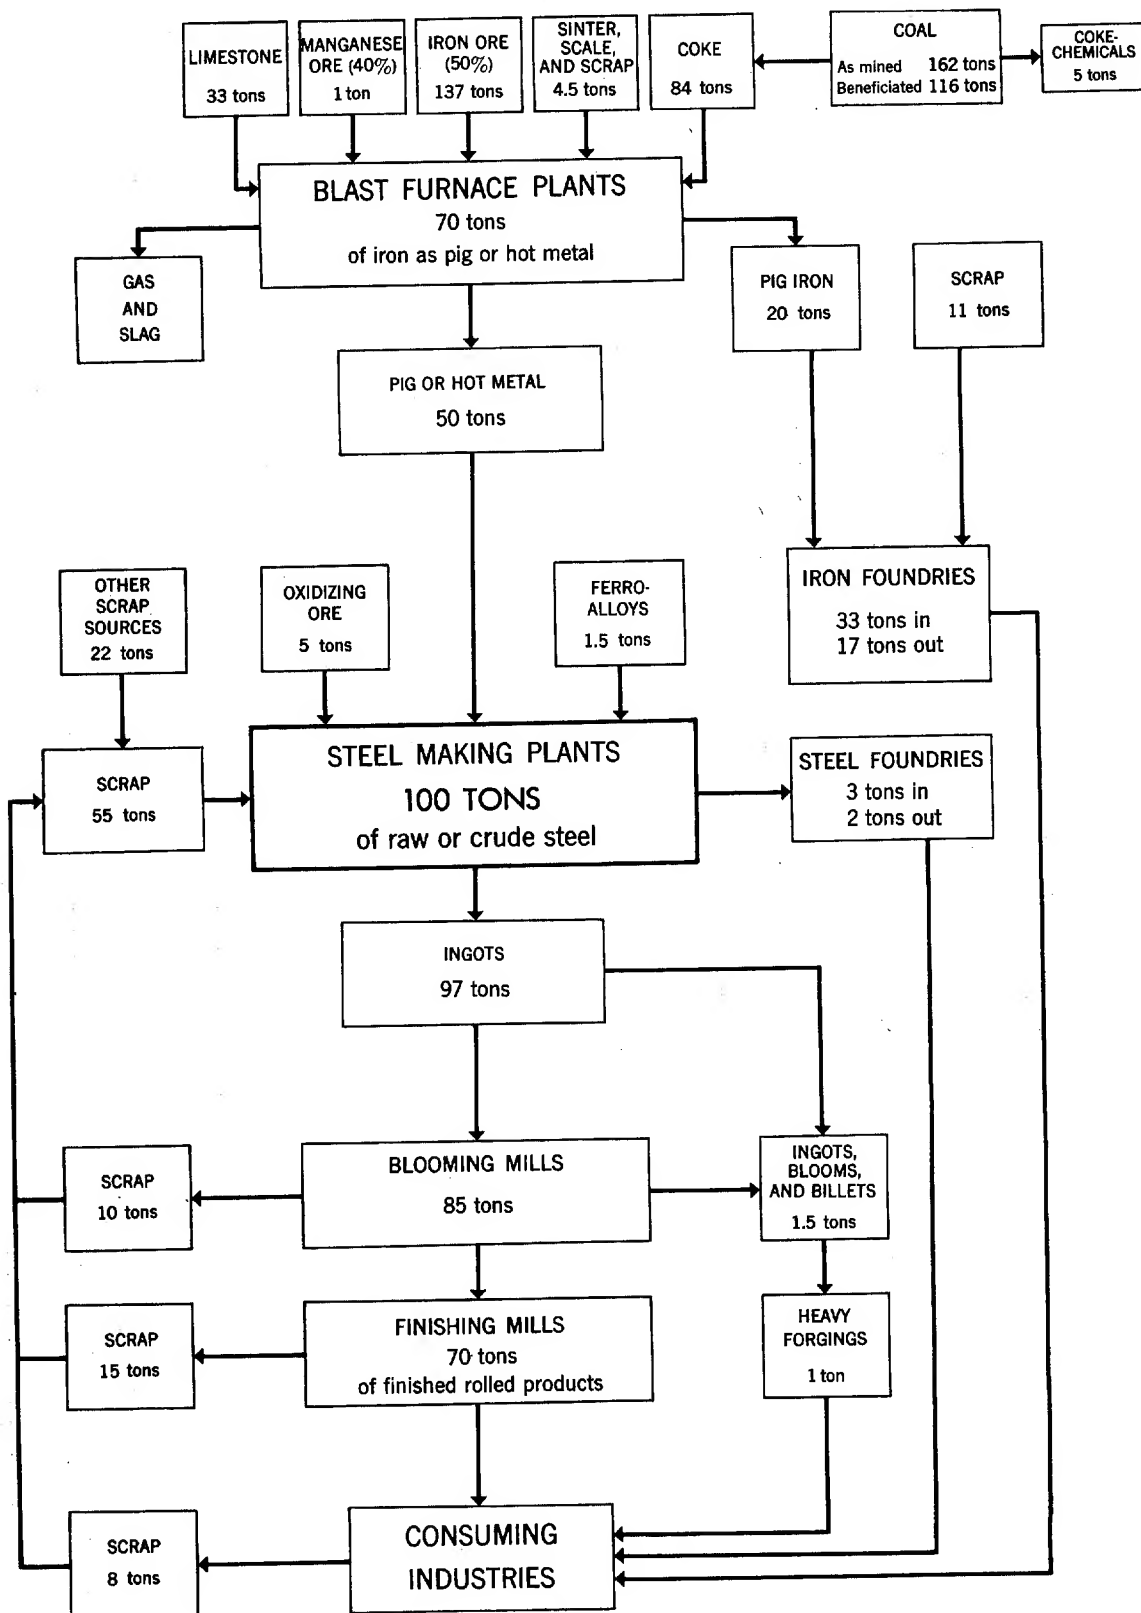 LIMESTONE
33 tons
MANGANESE
ORE (40%)
1 ton
IRON ORE
(50%)
137 tons
SINTER,
SCALE,
AND SCRAP
4.5 tons
COKE
84 tons
COAL
As mined 162 tons
Beneficiated 116 tons
COKE-
CHEMICALS
5 tons
BLAST FURNACE PLANTS
70 tons
of iron as pig or hot metal
GAS
AND
SLAG
PIG IRON
20 tons
SCRAP
11 tons
PIG OR HOT METAL
50 tons
OTHER
SCRAP
SOURCES
22 tons
OXIDIZING
ORE
5 tons
FERRO-
ALLOYS
1.5 tons
IRON FOUNDRIES
33 tons in
17 tons out
SCRAP
55 tons
STEEL MAKING PLANTS
100 TONS
of raw or crude steel
STEEL FOUNDRIES
3 tons in
2 tons out
INGOTS
97 tons
SCRAP
10 tons
BLOOMING MILLS
85 tons
INGOTS,
BLOOMS,
AND BILLETS
1.5 tons
SCRAP
15 tons
FINISHING MILLS
70 tons
of finished rolled products
HEAVY
FORGINGS
1 ton
SCRAP
8 tons
CONSUMING
INDUSTRIES